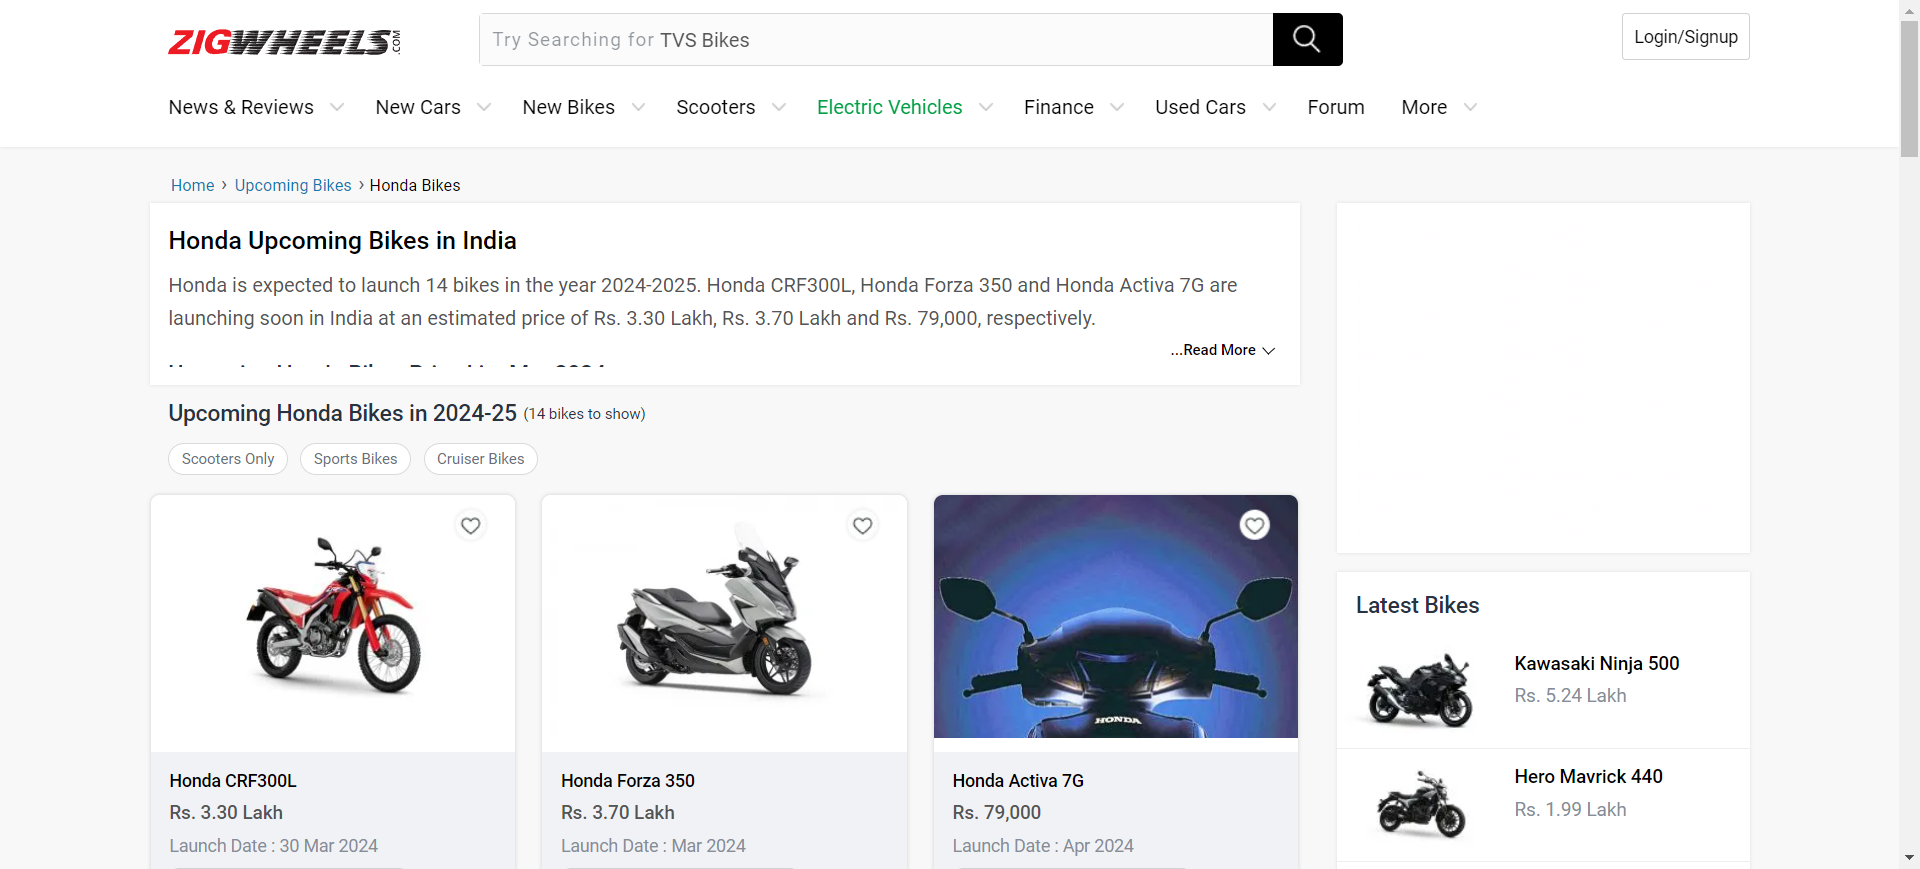 ZIGWHEELS.COM
Try Searching for TVS Bikes
Login/Signup
News & Reviews
New Cars
New Bikes
Scooters
Electric Vehicles
Finance
Used Cars
Forum
More
Home › Upcoming Bikes › Honda Bikes
Honda Upcoming Bikes in India
Honda is expected to launch 14 bikes in the year 2024-2025. Honda CRF300L, Honda Forza 350 and Honda Activa 7G are
launching soon in India at an estimated price of Rs. 3.30 Lakh, Rs. 3.70 Lakh and Rs. 79,000, respectively.
...Read More
Upcoming Honda Bikes in 2024-25 (14 bikes to show)
Scooters Only
Sports Bikes
Cruiser Bikes
HONDA
Honda CRF300L
Rs. 3.30 Lakh
Launch Date : 30 Mar 2024
Honda Forza 350
Rs. 3.70 Lakh
Launch Date : Mar 2024
Honda Activa 7G
Rs. 79,000
Launch Date : Apr 2024
Latest Bikes
Kawasaki Ninja 500
Rs. 5.24 Lakh
Hero Mavrick 440
Rs. 1.99 Lakh